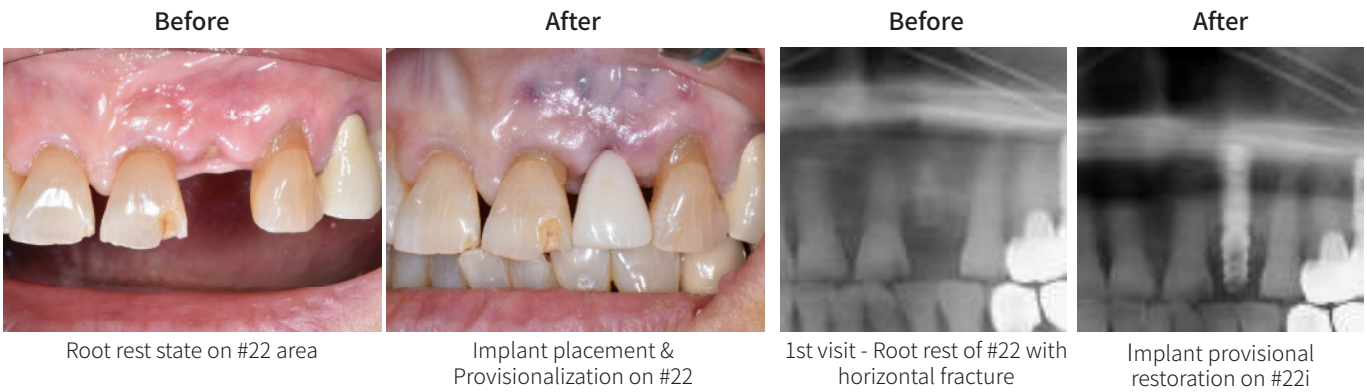 Before
After
Before
After
Root rest state on #22 area
Implant placement &
Provisionalization on #22
1st visit - Root rest of #22 with
horizontal fracture
Implant provisional
restoration on #22i